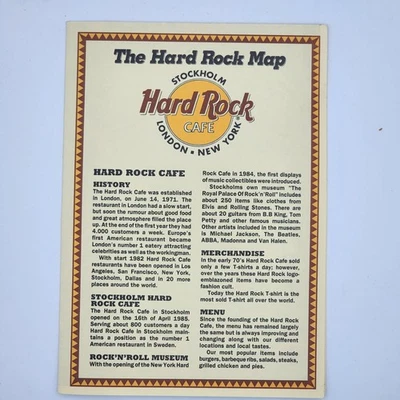 The Hard Rock Map
STOCKHOLM
Hard Rock
CAFE
LONDON • NEW YORK
HARD ROCK CAFE
HISTORY
The Hard Rock Cafe was established
in London, on June 14, 1971. The
restaurant in London had a slow start,
but soon the rumour about good food
and great atmosphere filled the place
up. At the end of the first year they had
4.000 customers a week. Europe's
first American restaurant became
London's number 1 eatery attracting
celebrities as well as the workingman.
With start 1982 Hard Rock Cafe
restaurants have been opened in Los
Angeles, San Francisco, New York,
Stockholm, Dallas and in 20 more
places around the world.
STOCKHOLM HARD
ROCK CAFE
The Hard Rock Cafe in Stockholm
opened on the 16th of April 1985.
Serving about 800 customers a day
Hard Rock Cafe in Stockholm main-
tains a position as the number 1
American restaurant in Sweden.
ROCK'N'ROLL MUSEUM
With the opening of the New York Hard
Rock Cafe in 1984, the first displays
of music collectibles were introduced.
Stockholms own museum "The
Royal Palace Of Rock'n'Roll" includes
about 250 items like clothes from
Elvis and Rolling Stones. There are
about 20 guitars from B.B King, Tom
Petty and other famous musicians.
Other artists included in the museum
is Michael Jackson, The Beatles,
ABBA, Madonna and Van Halen.
MERCHANDISE
In the early 70's Hard Rock Cafe sold
only a few T-shirts a day; however,
over the years these Hard Rock logo-
emblazoned items have become a
fashion cult.
Today the Hard Rock T-shirt is the
most sold T-shirt all over the world.
MENU
Since the founding of the Hard Rock
Cafe, the menu has remained largely
the same but is always improving and
changing along with our different
locations and local tastes.
Our most popular items include
burgers, barbeque ribs, salads, steaks,
grilled chicken and pies.